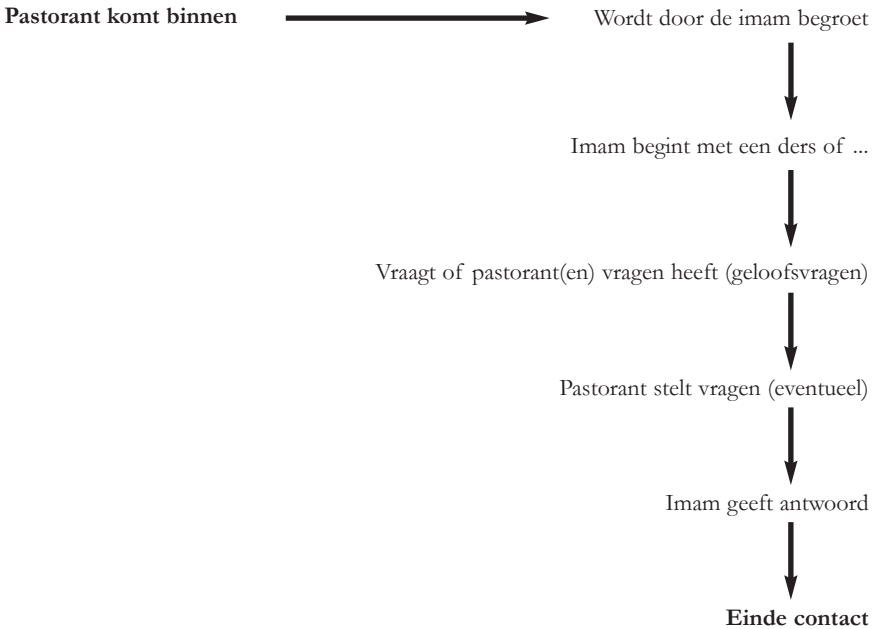 Pastorant komt binnen
Wordt door de imam begroet
Imam begint met een ders of ...
Vraagt of pastorant(en) vragen heeft (geloofsvragen)
Pastorant stelt vragen (eventueel)
Imam geeft antwoord
Einde contact